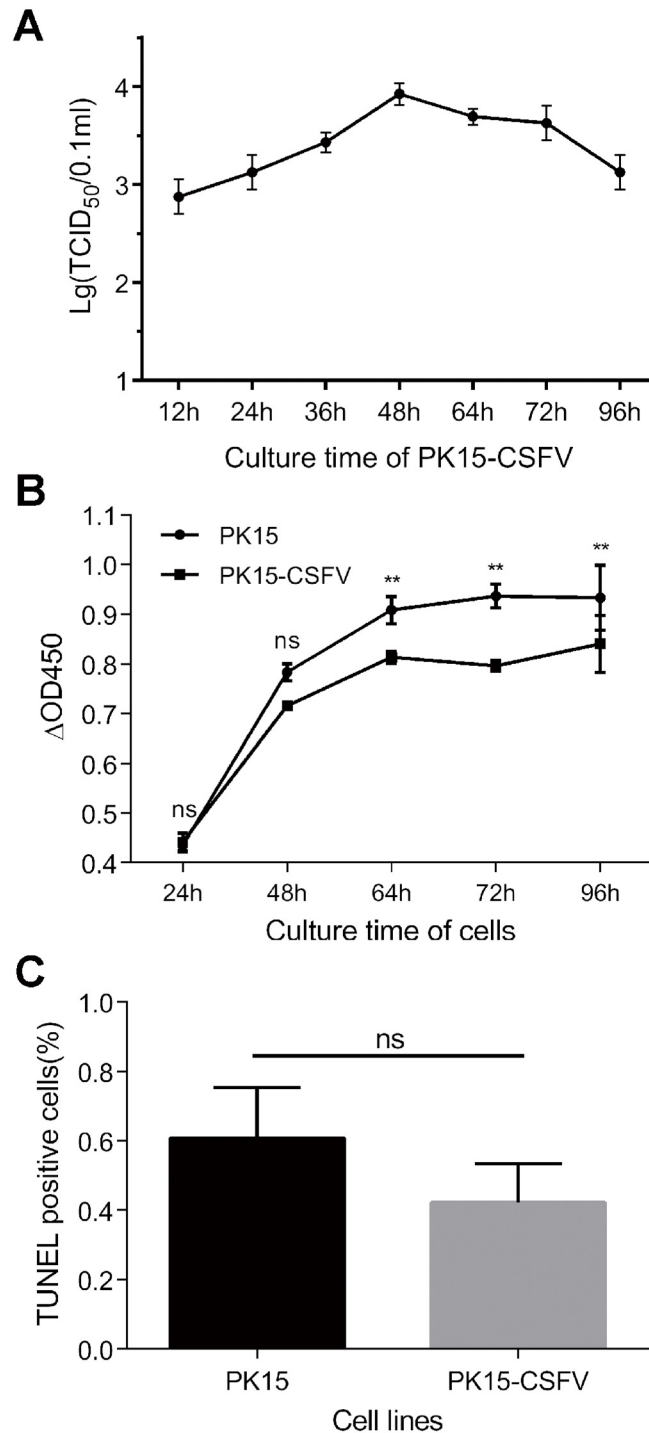 A
Lg(TCID50/0.1ml)
4
3
2
1
12h 24h 36h 48h 64h 72h 96h
Culture time of PK15-CSFV
B
ΔOD450
1.1
1.0
0.9
0.8
0.7
0.6
0.5
0.4
PK15
PK15-CSFV
ns
ns
**
**
**
24h 48h 64h 72h 96h
Culture time of cells
C
TUNEL positive cells(%)
1.0
0.8
0.6
0.4
0.2
0.0
ns
PK15 PK15-CSFV
Cell lines